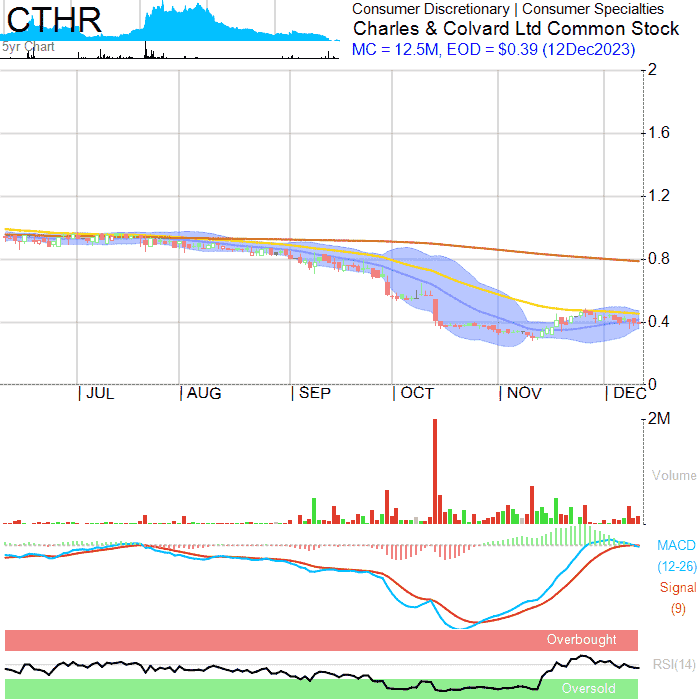 CTHR
5yr Chart
Consumer Discretionary | Consumer Specialties
Charles & Colvard Ltd Common Stock
MC = 12.5M, EOD = $0.39 (12Dec2023)
2
1.6
1.2
0.8
0.4
0
| JUL | AUG | SEP | OCT | NOV | DEC
2M
Volume
MACD
(12-26)
Signal
(9)
Overbought
RSI(14)
Oversold